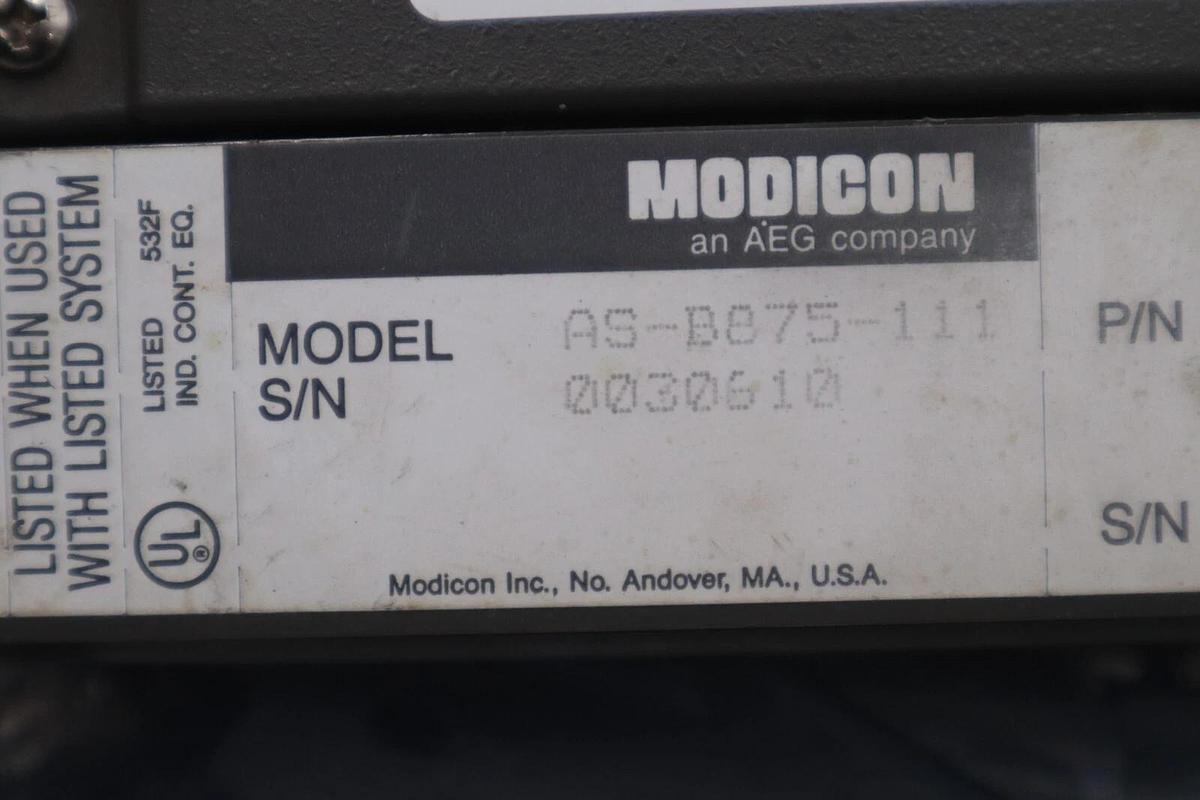 LISTED WHEN USED
WITH LISTED SYSTEM
LISTED 532F
IND. CONT. EQ.
UL®
MODICON
an AEG company
MODEL AS-B875-111
S/N 0030610
Modicon Inc., No. Andover, MA., U.S.A.
P/N
S/N